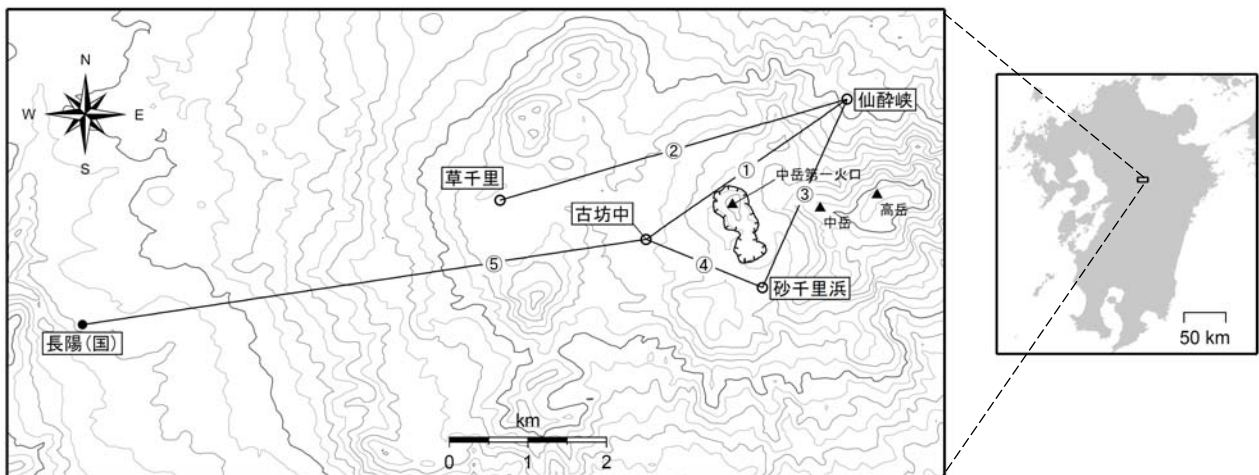 N
W
E
S
仙酔峡
②
①
草千里
中岳第一火口
③
古坊中
高岳
中岳
⑤
④
砂千里浜
長陽(国)
km
0 1 2
50 km